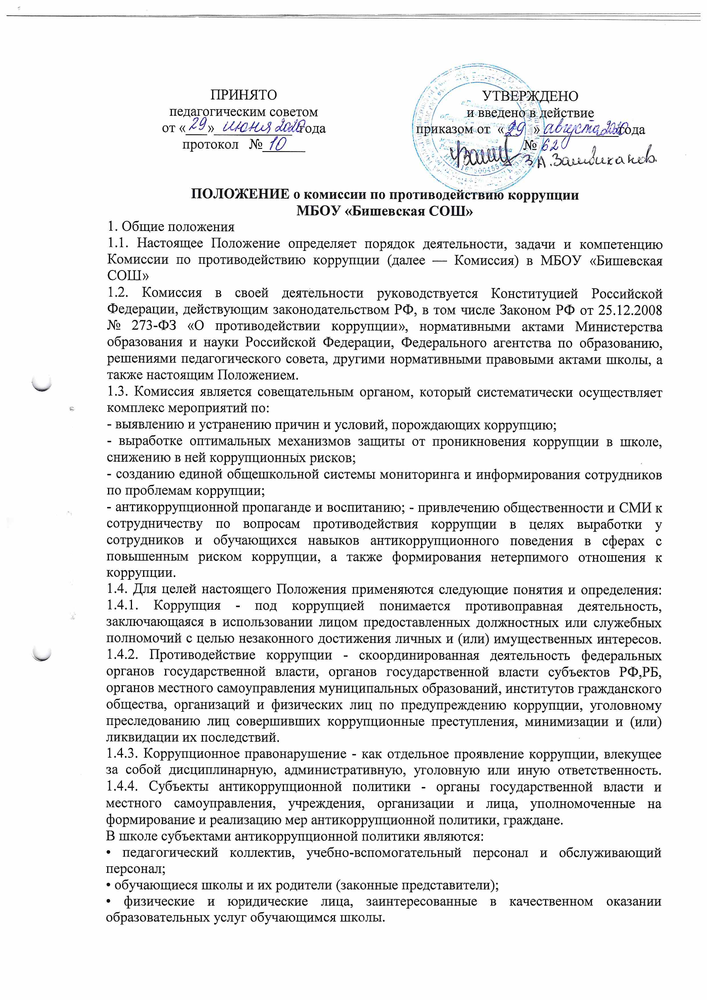 ПРИНЯТО
педагогическим советом
от «29» июня 2020 года
протокол № 10
УТВЕРЖДЕНО
и введено в действие
приказом от «29» августа 2020 года
№ 62
ПОЛОЖЕНИЕ о комиссии по противодействию коррупции
МБОУ «Бишевская СОШ»
1. Общие положения
1.1. Настоящее Положение определяет порядок деятельности, задачи и компетенцию
Комиссии по противодействию коррупции (далее — Комиссия) в МБОУ «Бишевская
СОШ»
1.2. Комиссия в своей деятельности руководствуется Конституцией Российской
Федерации, действующим законодательством РФ, в том числе Законом РФ от 25.12.2008
№ 273-ФЗ «О противодействии коррупции», нормативными актами Министерства
образования и науки Российской Федерации, Федерального агентства по образованию,
решениями педагогического совета, другими нормативными правовыми актами школы, а
также настоящим Положением.
1.3. Комиссия является совещательным органом, который систематически осуществляет
комплекс мероприятий по:
- выявлению и устранению причин и условий, порождающих коррупцию;
- выработке оптимальных механизмов защиты от проникновения коррупции в школе,
снижению в ней коррупционных рисков;
- созданию единой общешкольной системы мониторинга и информирования сотрудников
по проблемам коррупции;
- антикоррупционной пропаганде и воспитанию; - привлечению общественности и СМИ к
сотрудничеству по вопросам противодействия коррупции в целях выработки у
сотрудников и обучающихся навыков антикоррупционного поведения в сферах с
повышенным риском коррупции, а также формирования нетерпимого отношения к
коррупции.
1.4. Для целей настоящего Положения применяются следующие понятия и определения:
1.4.1. Коррупция - под коррупцией понимается противоправная деятельность,
заключающаяся в использовании лицом предоставленных должностных или служебных
полномочий с целью незаконного достижения личных и (или) имущественных интересов.
1.4.2. Противодействие коррупции - скоординированная деятельность федеральных
органов государственной власти, органов государственной власти субъектов РФ,РБ,
органов местного самоуправления муниципальных образований, институтов гражданского
общества, организаций и физических лиц по предупреждению коррупции, уголовному
преследованию лиц совершивших коррупционные преступления, минимизации и (или)
ликвидации их последствий.
1.4.3. Коррупционное правонарушение - как отдельное проявление коррупции, влекущее
за собой дисциплинарную, административную, уголовную или иную ответственность.
1.4.4. Субъекты антикоррупционной политики - органы государственной власти и
местного самоуправления, учреждения, организации и лица, уполномоченные на
формирование и реализацию мер антикоррупционной политики, граждане.
В школе субъектами антикоррупционной политики являются:
• педагогический коллектив, учебно-вспомогательный персонал и обслуживающий
персонал;
• обучающиеся школы и их родители (законные представители);
• физические и юридические лица, заинтересованные в качественном оказании
образовательных услуг обучающимся школы.